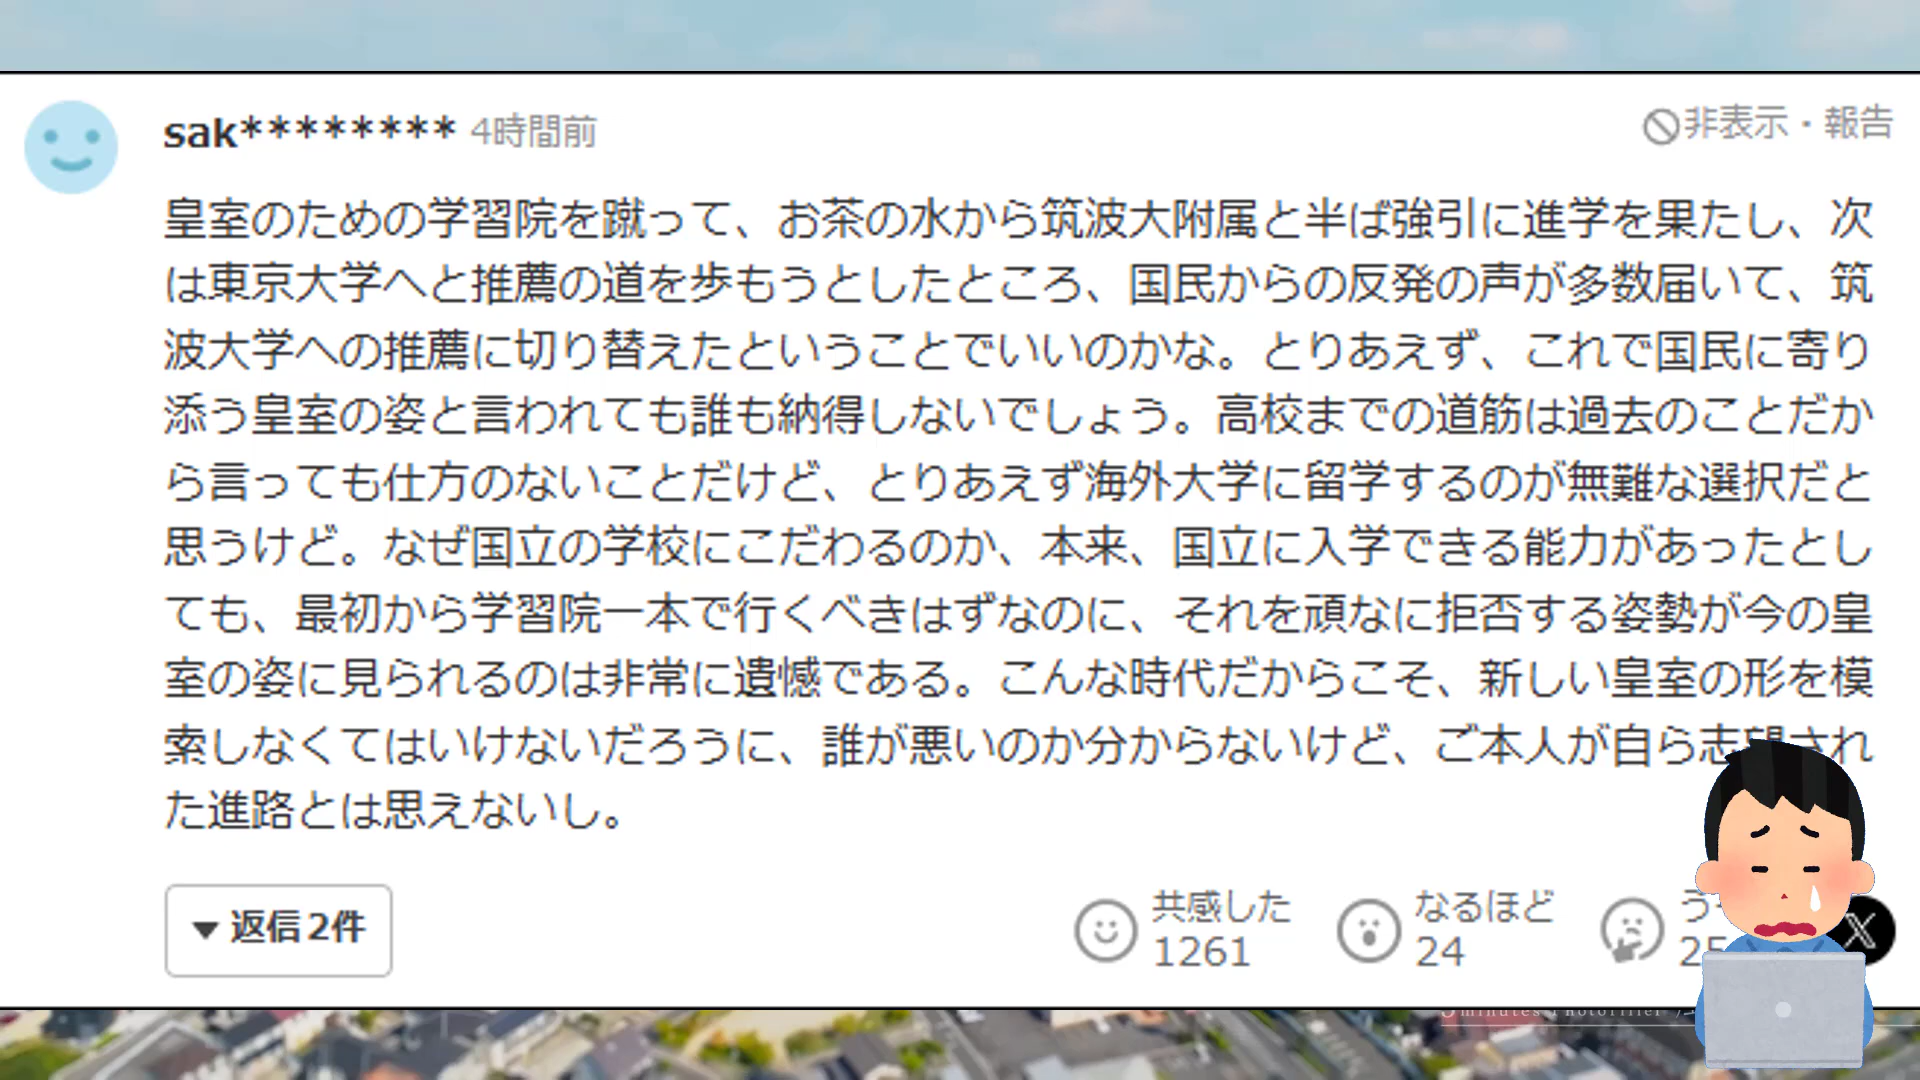 sak******** 4時間前
非表示・報告
皇室のための学習院を蹴って、お茶の水から筑波大附属と半ば強引に進学を果たし、次
は東京大学へと推薦の道を歩もうとしたところ、国民からの反発の声が多数届いて、筑
波大学への推薦に切り替えたということでいいのかな。とりあえず、これで国民に寄り
添う皇室の姿と言われても誰も納得しないでしょう。高校までの道筋は過去のことだか
ら言っても仕方のないことだけど、とりあえず海外大学に留学するのが無難な選択だと
思うけど。なぜ国立の学校にこだわるのか、本来、国立に入学できる能力があったとし
ても、最初から学習院一本で行くべきはずなのに、それを頑なに拒否する姿勢が今の皇
室の姿に見られるのは非常に遺憾である。こんな時代だからこそ、新しい皇室の形を模
索しなくてはいけないだろうに、誰が悪いのか分からないけど、ご本人が自ら志望され
た進路とは思えないし。
返信2件
共感した
1261
なるほど
24
う
25
X
minutes